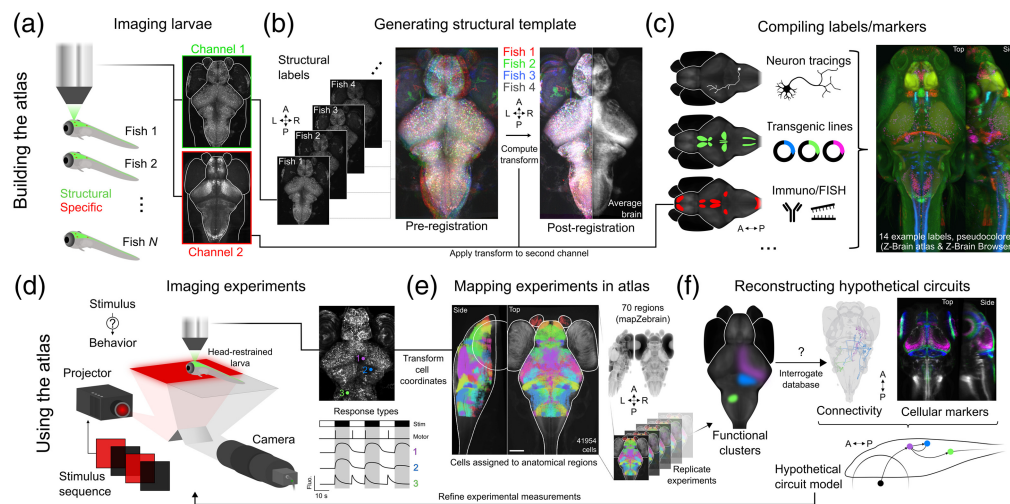 Building the atlas
(a)
Imaging larvae
Fish 1
Fish 2
Structural
Specific
Fish N
Channel 1
Channel 2
(b)
Generating structural template
Structural
labels
Fish 4
Fish 3
Fish 2
Fish 1
A
L
R
P
Pre-registration
Fish 1
Fish 2
Fish 3
Fish 4
A
L
R
P
Compute
transform
Average
brain
Post-registration
Apply transform to second channel
(c)
Compiling labels/markers
Neuron tracings
Transgenic lines
Immuno/FISH
A
P
...
Top
Si
14 example labels, pseudocolore
(Z-Brain atlas & Z-Brain Browser
Using the atlas
(d)
Imaging experiments
Stimulus
?
Behavior
Projector
Head-restrained
larva
Stimulus
sequence
Camera
1
2
3
Response types
Stim
Motor
1
2
3
Fluo.
10 s
Transform
cell
coordinates
(e)
Mapping experiments in atlas
Side
Top
41954
cells
Cells assigned to anatomical regions
70 regions
(mapZebrain)
A
L
R
P
Replicate
experiments
Refine experimental measurements
(f)
Reconstructing hypothetical circuits
Functional
clusters
?
Interrogate
database
Connectivity
A
P
Top
Side
Cellular markers
A
P
Hypothetical
circuit model